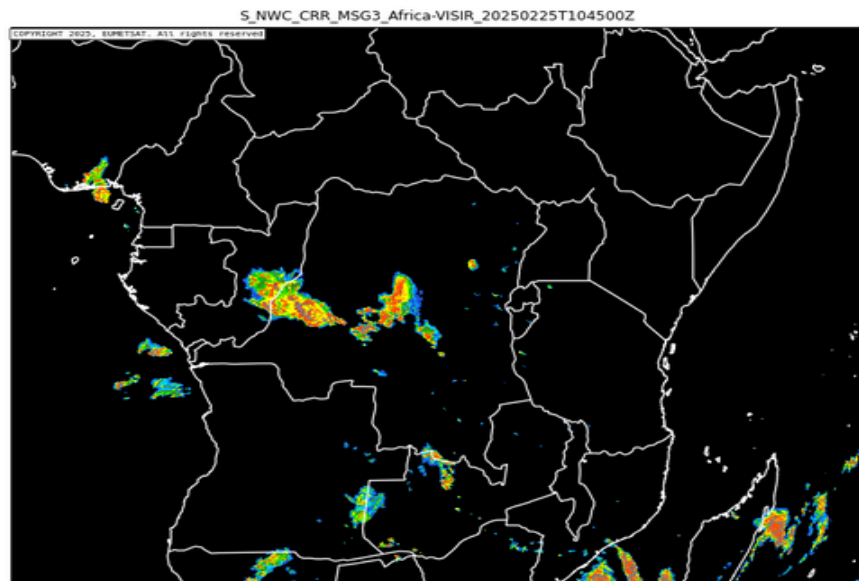 S_NWC_CRR_MSG3_Africa-VISIR_20250225T104500Z
COPYRIGHT 2025, EUMETSAT. All rights reserved